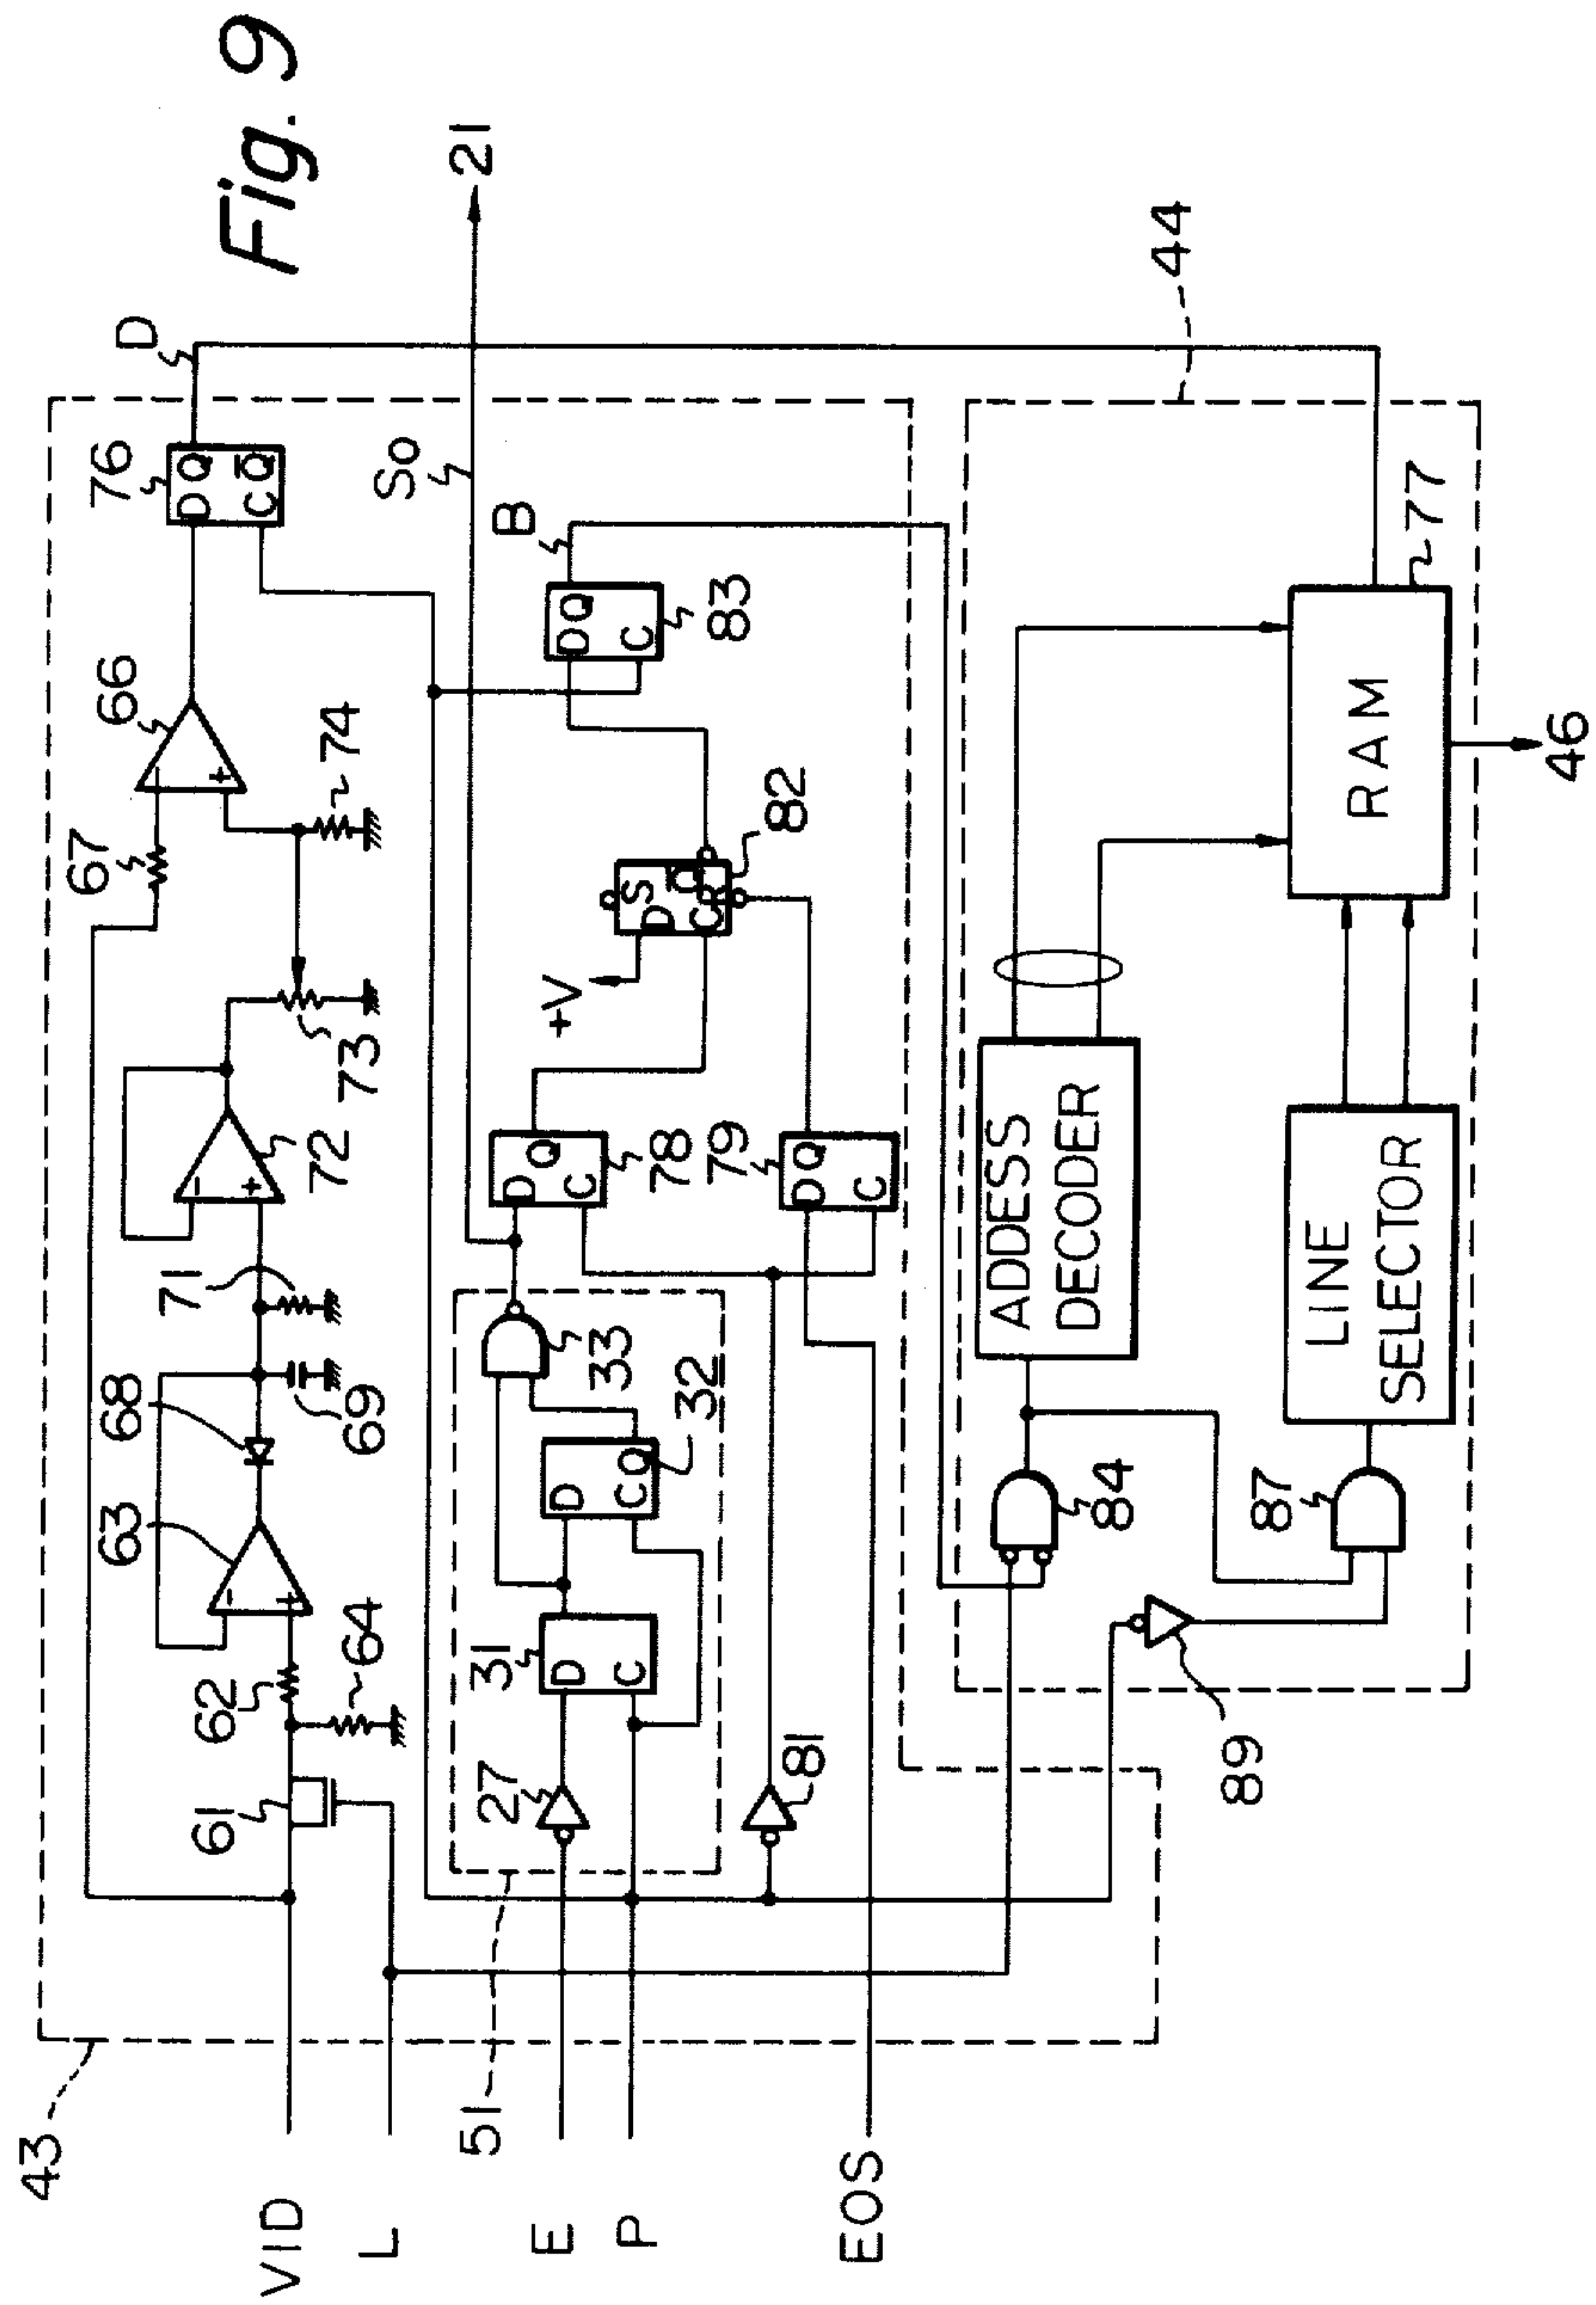 Fig. 9
43
VID
L
E
P
EOS
61
62
64
63
68
69
71
72
73
67
66
74
76
D Q
C Q
D
So
21
51
27
31
D
C
32
D
C Q
33
81
78
D Q
C
79
D Q
C
+V
82
S
D Q
C R
83
D Q
C
B
44
84
87
89
ADDESS
DECODER
LINE
SELECTOR
RAM
77
46
-
+
-
+
-
+